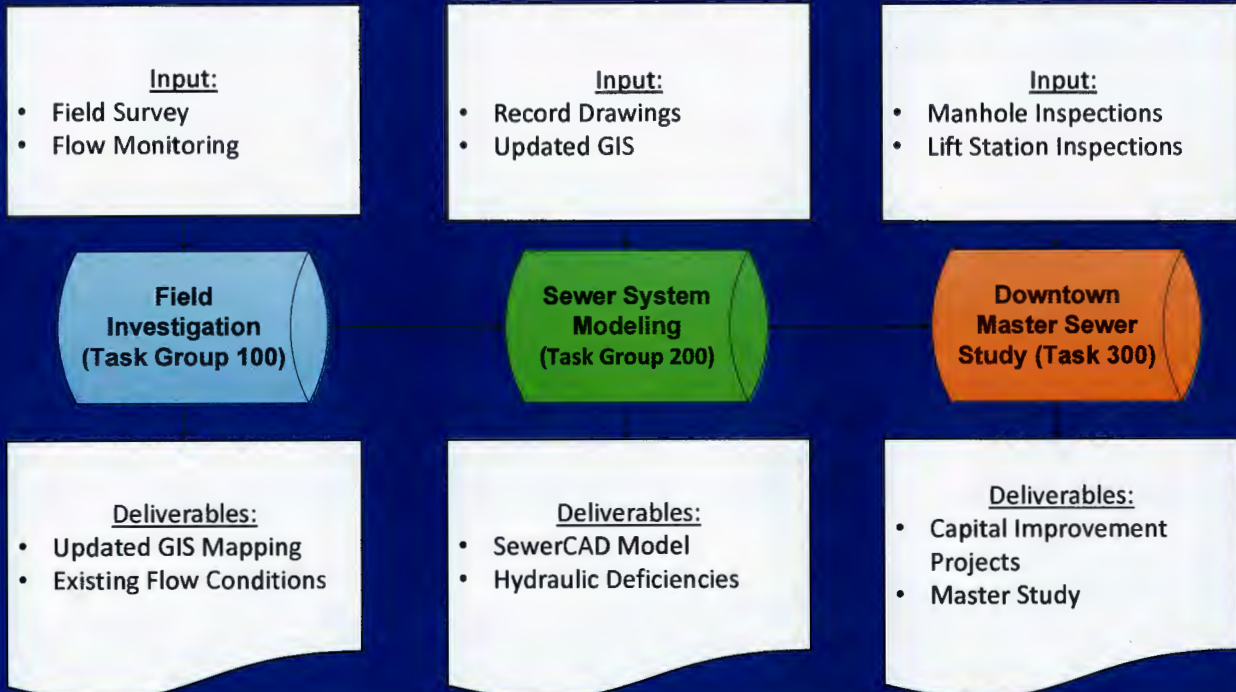 Input:
• Field Survey
• Flow Monitoring
Input:
• Record Drawings
• Updated GIS
Input:
• Manhole Inspections
• Lift Station Inspections
Field
Investigation
(Task Group 100)
Sewer System
Modeling
(Task Group 200)
Downtown
Master Sewer
Study (Task 300)
Deliverables:
• Updated GIS Mapping
• Existing Flow Conditions
Deliverables:
• SewerCAD Model
• Hydraulic Deficiencies
Deliverables:
• Capital Improvement
Projects
• Master Study